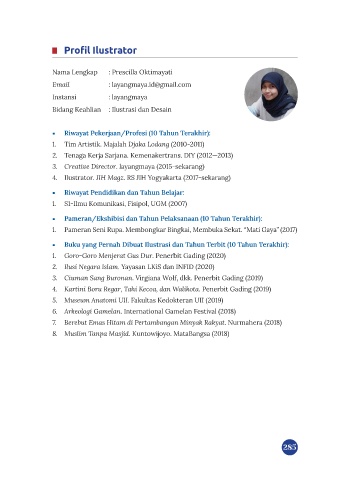 Profil Ilustrator
Nama Lengkap : Prescilla Oktimayati
Email : layangmaya.id@gmail.com
Instansi : layangmaya
Bidang Keahlian : Ilustrasi dan Desain
• Riwayat Pekerjaan/Profesi (10 Tahun Terakhir):
1. Tim Artistik. Majalah Djaka Lodang (2010-2011)
2. Tenaga Kerja Sarjana. Kemenakertrans. DIY (2012—2013)
3. Creative Director. layangmaya (2015-sekarang)
4. Ilustrator. JIH Magz. RS JIH Yogyakarta (2017-sekarang)
• Riwayat Pendidikan dan Tahun Belajar:
1. S1-Ilmu Komunikasi, Fisipol, UGM (2007)
• Pameran/Ekshibisi dan Tahun Pelaksanaan (10 Tahun Terakhir):
1. Pameran Seni Rupa. Membongkar Bingkai, Membuka Sekat. "Mati Gaya" (2017)
• Buku yang Pernah Dibuat Ilustrasi dan Tahun Terbit (10 Tahun Terakhir):
1. Goro-Goro Menjerat Gus Dur. Penerbit Gading (2020)
2. Ilusi Negara Islam. Yayasan LKiS dan INFID (2020)
3. Ciuman Sang Buronan. Virginia Wolf, dkk. Penerbit Gading (2019)
4. Kartini Boru Regar, Tahi Kecoa, dan Walikota. Penerbit Gading (2019)
5. Museum Anatomi UII. Fakultas Kedokteran UII (2019)
6. Arkeologi Gamelan. International Gamelan Festival (2018)
7. Berebut Emas Hitam di Pertambangan Minyak Rakyat. Nurmahera (2018)
8. Muslim Tanpa Masjid. Kuntowijoyo. MataBangsa (2018)
285